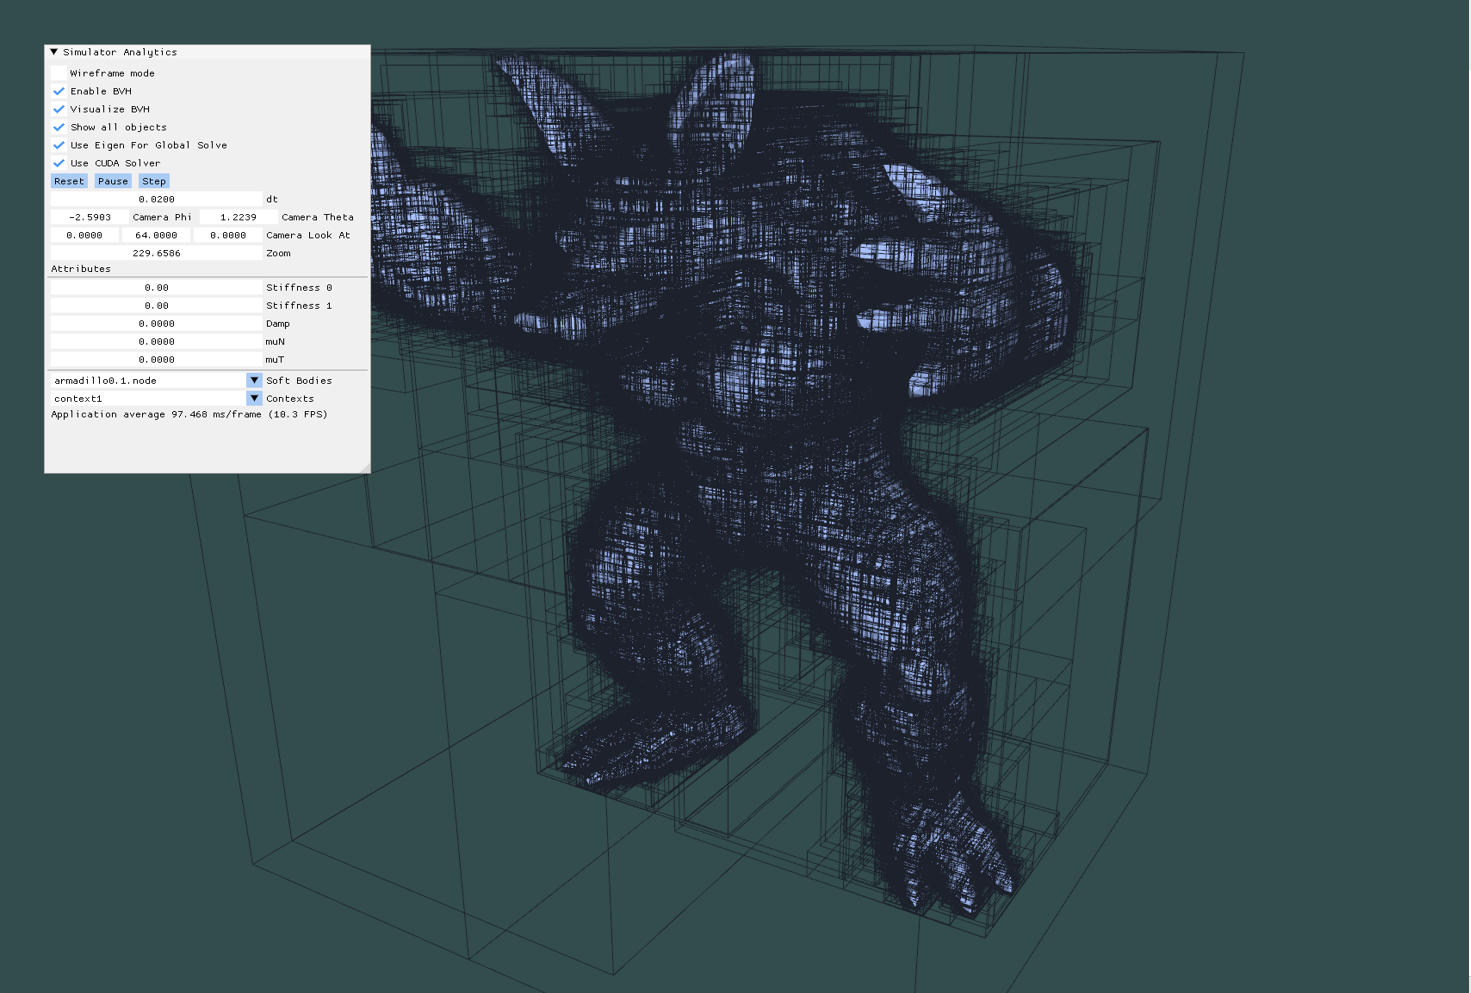 Simulator Analytics
Wireframe mode
Enable BVH
Visualize BVH
Show all objects
Use Eigen For Global Solve
Use CUDA Solver
Reset Pause Step
0.0200 dt
-2.5903 Camera Phi 1.2239 Camera Theta
0.0000 64.0000 0.0000 Camera Look At
229.6586 Zoom
Attributes
0.00 Stiffness 0
0.00 Stiffness 1
0.0000 Damp
0.0000 muN
0.0000 muT
armadillo0.1.node Soft Bodies
context1 Contexts
Application average 97.468 ms/frame (10.3 FPS)